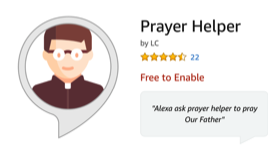 Prayer Helper
by LC
22
Free to Enable
"Alexa ask prayer helper to pray
Our Father"